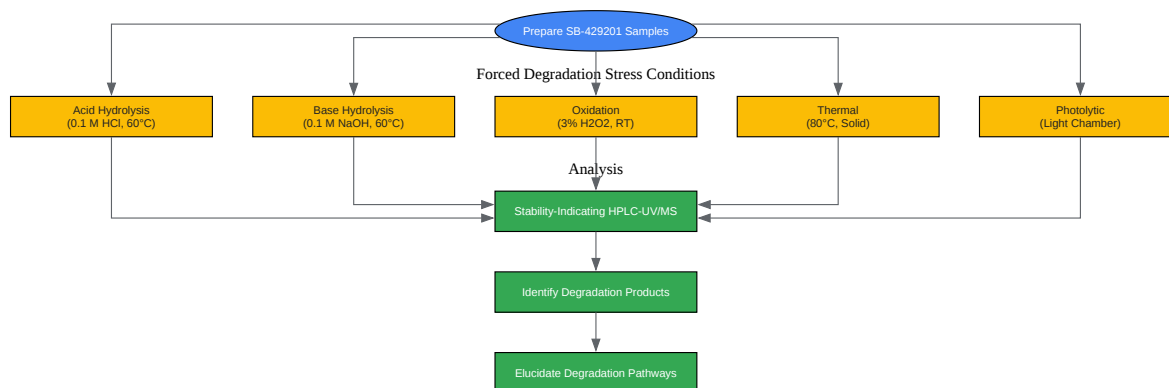 Prepare SB-429201 Samples
Forced Degradation Stress Conditions
Acid Hydrolysis
(0.1 M HCl, 60°C)
Base Hydrolysis
(0.1 M NaOH, 60°C)
Oxidation
(3% H2O2, RT)
Thermal
(80°C, Solid)
Photolytic
(Light Chamber)
Analysis
Stability-Indicating HPLC-UV/MS
Identify Degradation Products
Elucidate Degradation Pathways